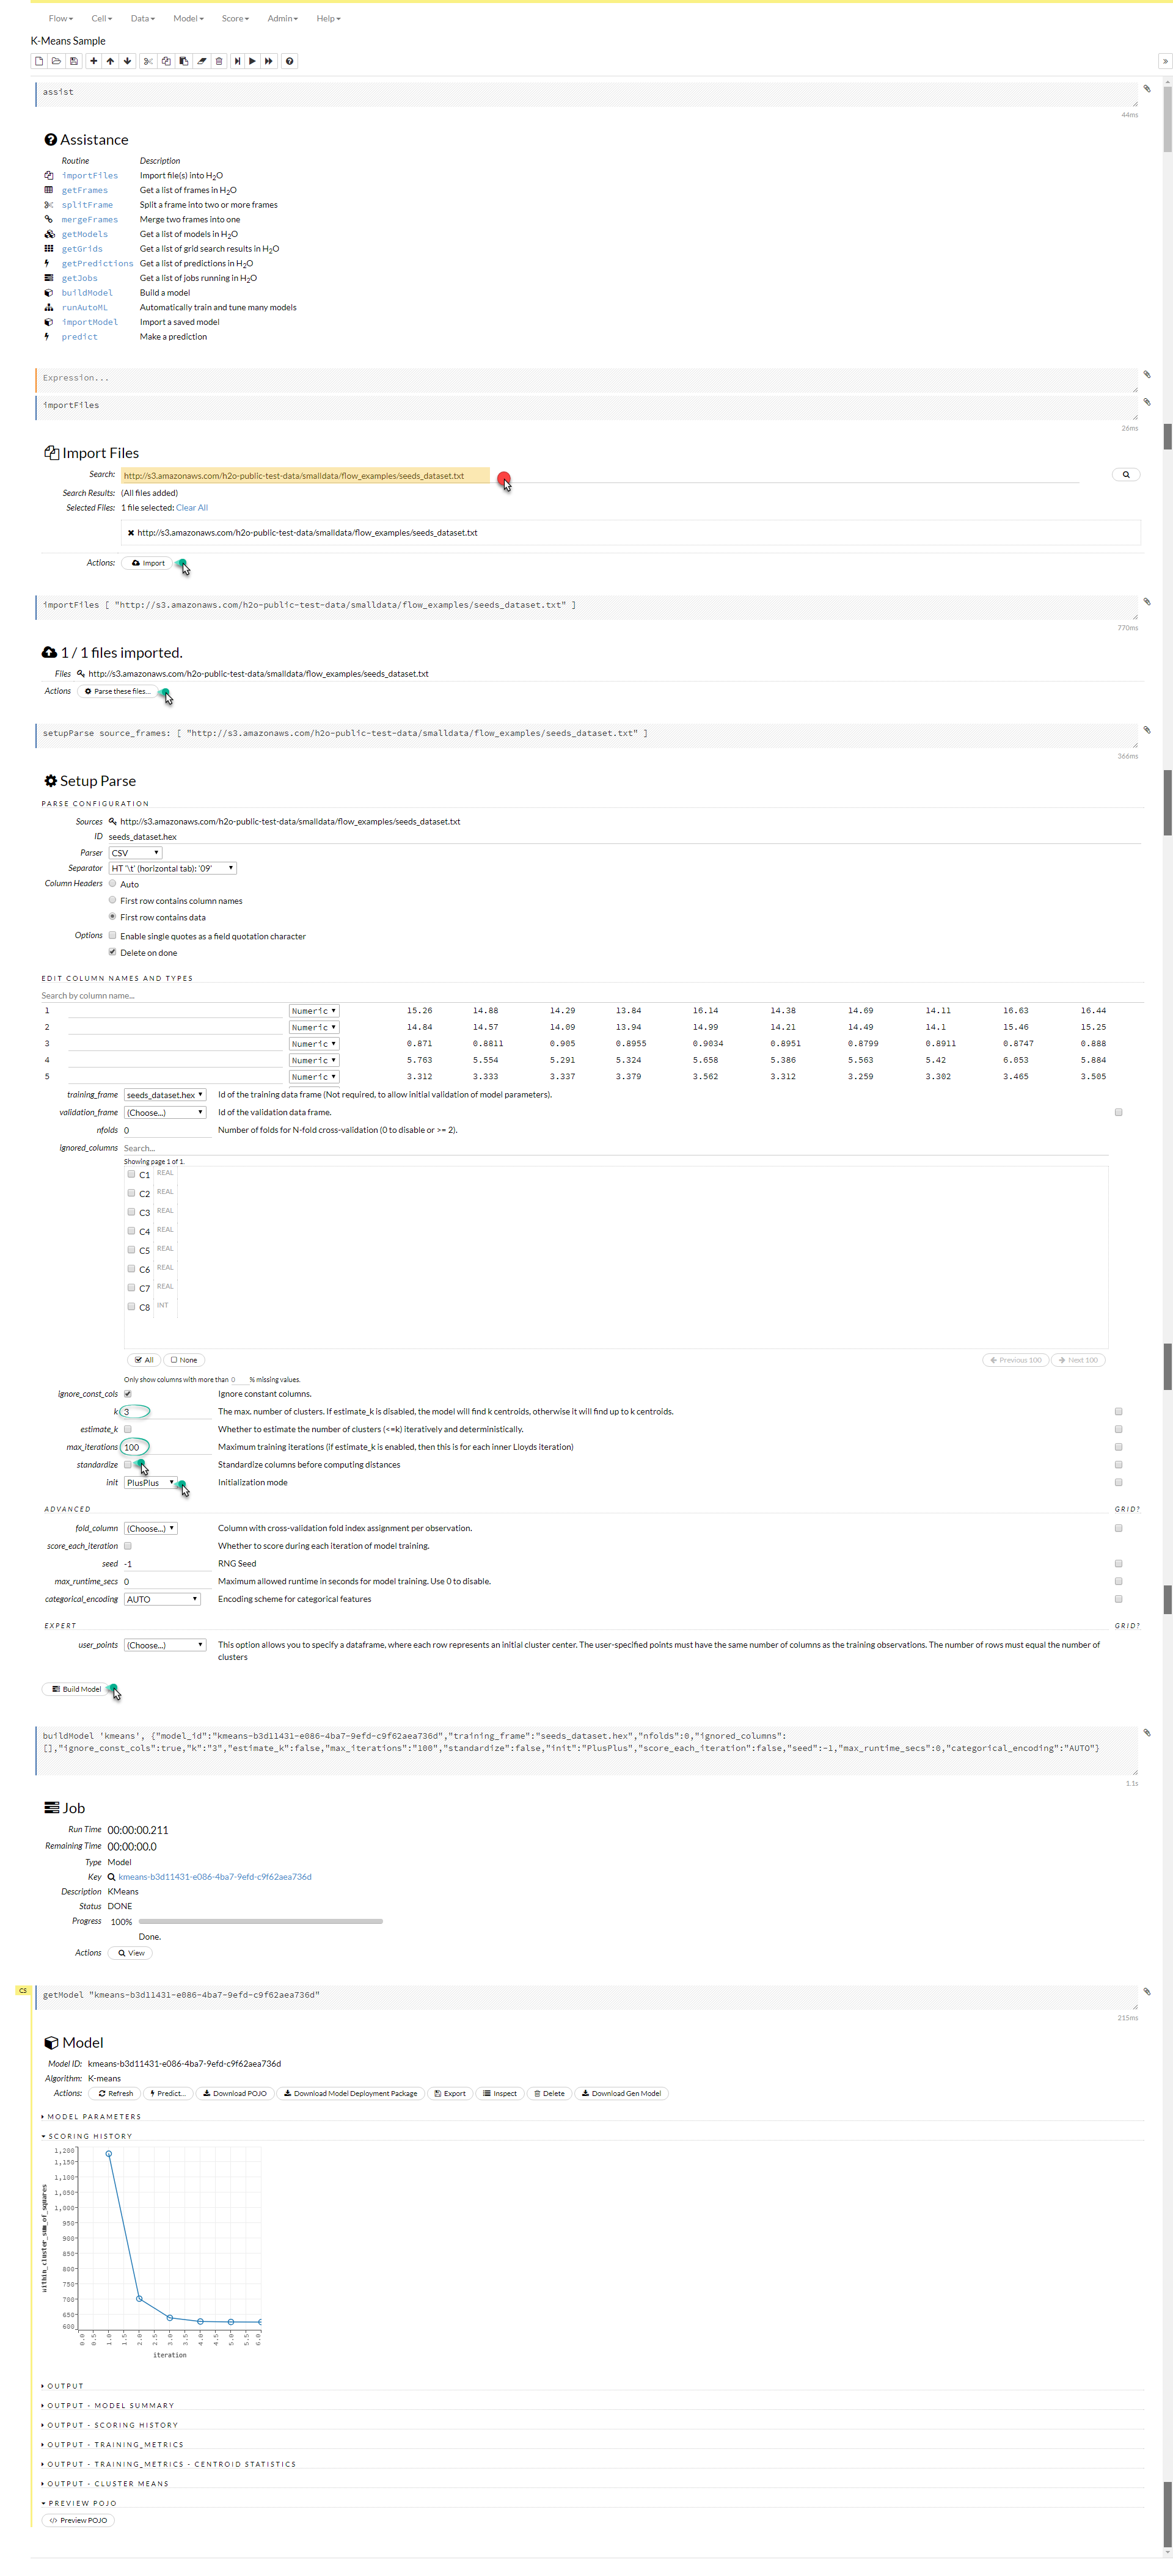 Flow Cell Data Model Score Admin Help
K-Means Sample
assist
44ms
Assistance
Routine Description
importFiles Import file(s) into H2O
getFrames Get a list of frames in H2O
splitFrame Split a frame into two or more frames
mergeFrames Merge two frames into one
getModels Get a list of models in H2O
getGrids Get a list of grid search results in H2O
getPredictions Get a list of predictions in H2O
getJobs Get a list of jobs running in H2O
buildModel Build a model
runAutoML Automatically train and tune many models
importModel Import a saved model
predict Make a prediction
Expression...
importFiles
26ms
Import Files
Search: http://s3.amazonaws.com/h2o-public-test-data/smalldata/flow_examples/seeds_dataset.txt
Search Results: (All files added)
Selected Files: 1 file selected: Clear All
http://s3.amazonaws.com/h2o-public-test-data/smalldata/flow_examples/seeds_dataset.txt
Actions: Import
importFiles [ "http://s3.amazonaws.com/h2o-public-test-data/smalldata/flow_examples/seeds_dataset.txt" ]
770ms
1 / 1 files imported.
Files http://s3.amazonaws.com/h2o-public-test-data/smalldata/flow_examples/seeds_dataset.txt
Actions Parse these files...
setupParse source_frames: [ "http://s3.amazonaws.com/h2o-public-test-data/smalldata/flow_examples/seeds_dataset.txt" ]
366ms
Setup Parse
PARSE CONFIGURATION
Sources http://s3.amazonaws.com/h2o-public-test-data/smalldata/flow_examples/seeds_dataset.txt
ID seeds_dataset.hex
Parser CSV
Separator HT '\t' (horizontal tab): '09'
Column Headers Auto
First row contains column names
First row contains data
Options Enable single quotes as a field quotation character
Delete on done
EDIT COLUMN NAMES AND TYPES
Search by column name...
1 Numeric 15.26 14.88 14.29 13.84 16.14 14.38 14.69 14.11 16.63 16.44
2 Numeric 14.84 14.57 14.09 13.94 14.99 14.21 14.49 14.1 15.46 15.25
3 Numeric 0.871 0.8811 0.905 0.8955 0.9034 0.8951 0.8799 0.8911 0.8747 0.888
4 Numeric 5.763 5.554 5.291 5.324 5.658 5.386 5.563 5.42 6.053 5.884
5 Numeric 3.312 3.333 3.337 3.379 3.562 3.312 3.259 3.302 3.465 3.505
training_frame seeds_dataset.hex Id of the training data frame (Not required, to allow initial validation of model parameters).
validation_frame (Choose...) Id of the validation data frame.
nfolds 0 Number of folds for N-fold cross-validation (0 to disable or >= 2).
ignored_columns Search...
Showing page 1 of 1.
C1 REAL
C2 REAL
C3 REAL
C4 REAL
C5 REAL
C6 REAL
C7 REAL
C8 INT
All None Previous 100 Next 100
Only show columns with more than 0 % missing values.
ignore_const_cols Ignore constant columns.
k 3 The max. number of clusters. If estimate_k is disabled, the model will find k centroids, otherwise it will find up to k centroids.
estimate_k Whether to estimate the number of clusters (<=k) iteratively and deterministically.
max_iterations 100 Maximum training iterations (if estimate_k is enabled, then this is for each inner Lloyds iteration)
standardize Standardize columns before computing distances
init PlusPlus Initialization mode
ADVANCED GRID?
fold_column (Choose...) Column with cross-validation fold index assignment per observation.
score_each_iteration Whether to score during each iteration of model training.
seed -1 RNG Seed
max_runtime_secs 0 Maximum allowed runtime in seconds for model training. Use 0 to disable.
categorical_encoding AUTO Encoding scheme for categorical features
EXPERT GRID?
user_points (Choose...) This option allows you to specify a dataframe, where each row represents an initial cluster center. The user-specified points must have the same number of columns as the training observations. The number of rows must equal the number of
clusters
Build Model
buildModel 'kmeans', {"model_id":"kmeans-b3d11431-e086-4ba7-9efd-c9f62aea736d","training_frame":"seeds_dataset.hex","nfolds":0,"ignored_columns":
[],"ignore_const_cols":true,"k":"3","estimate_k":false,"max_iterations":"100","standardize":false,"init":"PlusPlus","score_each_iteration":false,"seed":-1,"max_runtime_secs":0,"categorical_encoding":"AUTO"}
1.1s
Job
Run Time 00:00:00.211
Remaining Time 00:00:00.0
Type Model
Key kmeans-b3d11431-e086-4ba7-9efd-c9f62aea736d
Description KMeans
Status DONE
Progress 100%
Done.
Actions View
CS
getModel "kmeans-b3d11431-e086-4ba7-9efd-c9f62aea736d"
215ms
Model
Model ID: kmeans-b3d11431-e086-4ba7-9efd-c9f62aea736d
Algorithm: K-means
Actions: Refresh Predict... Download POJO Download Model Deployment Package Export Inspect Delete Download Gen Model
MODEL PARAMETERS
SCORING HISTORY
within_cluster_sum_of_squares
1,200
1,150
1,100
1,050
1,000
950
900
850
800
750
700
650
600
0.0 0.5 1.0 1.5 2.0 2.5 3.0 3.5 4.0 4.5 5.0 5.5 6.0
iteration
OUTPUT
OUTPUT - MODEL SUMMARY
OUTPUT - SCORING HISTORY
OUTPUT - TRAINING_METRICS
OUTPUT - TRAINING_METRICS - CENTROID STATISTICS
OUTPUT - CLUSTER MEANS
PREVIEW POJO
Preview POJO